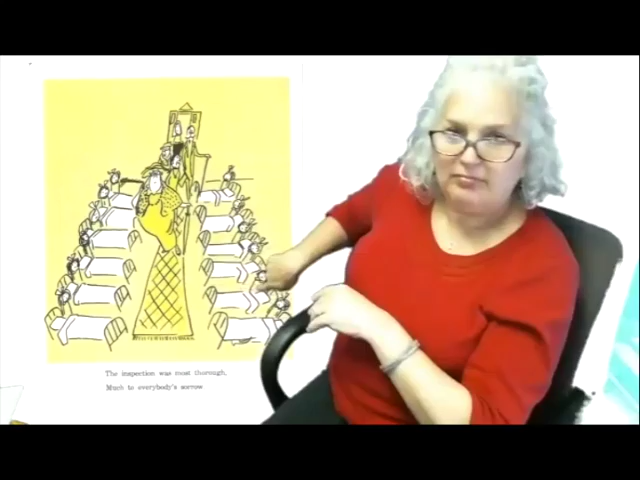 The inspection was most thorough,
Much to everybody's sorrow